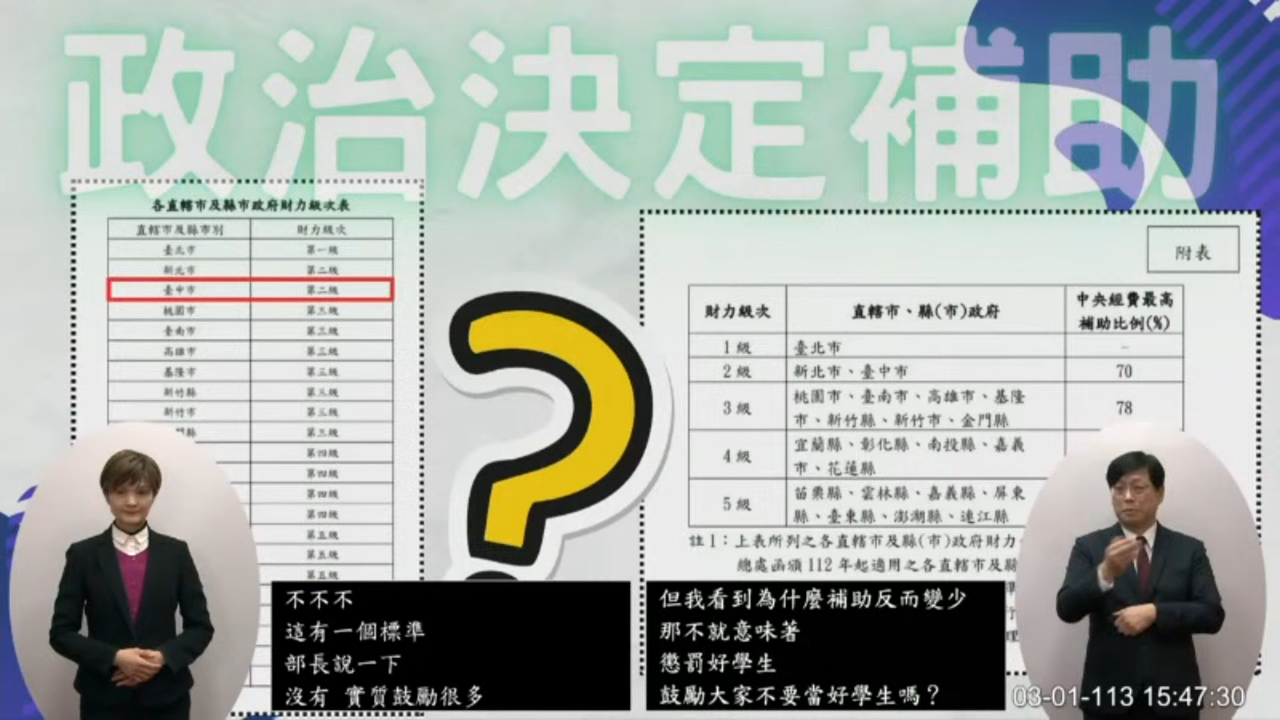 政治決定補助
各直轄市及縣市政府財力級次表
直轄市及縣市別 財力級次
臺北市 第一級
新北市 第二級
臺中市 第二級
桃園市 第三級
臺南市 第三級
高雄市 第三級
基隆市 第三級
新竹縣 第三級
新竹市 第三級
門縣 第三級
第四級
第四級
第四級
第四級
第五級
第五級
第五級
附表
財力級次 直轄市、縣(市)政府 中央經費最高
補助比例(%)
1級 臺北市 -
2級 新北市、臺中市 70
3級 桃園市、臺南市、高雄市、基隆
市、新竹縣、新竹市、金門縣 78
4級 宜蘭縣、彰化縣、南投縣、嘉義
市、花蓮縣
5級 苗栗縣、雲林縣、嘉義縣、屏東
縣、臺東縣、澎湖縣、連江縣
註1：上表所列之各直轄市及縣(市)政府財力
總處函頒112年起適用之各直轄市及縣
不不不
這有一個標準
部長說一下
沒有 實質鼓勵很多
但我看到為什麼補助反而變少
那不就意味著
懲罰好學生
鼓勵大家不要當好學生嗎？
03-01-113 15:47:30